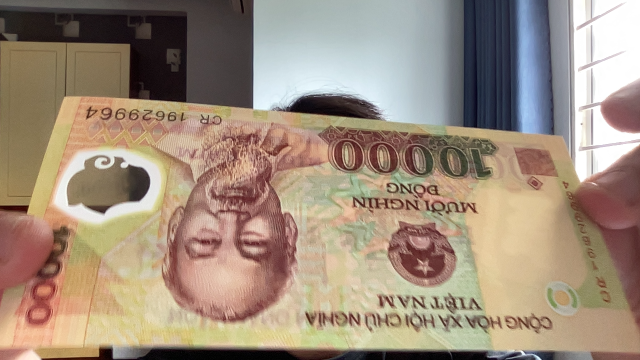 CỘNG HÒA XÃ HỘI CHỦ NGHĨA
VIỆT NAM
MƯỜI NGHÌN
ĐỒNG
10000
CR 19629964
10000